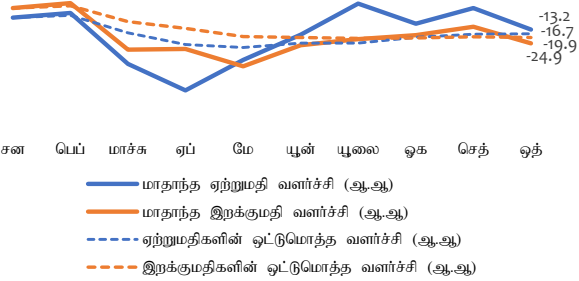 -13.2
-16.7
-19.9
-24.9
சன பெப் மார்ச்சு ஏப் மே யூன் யூலை ஓக செத் ஒத்
மாதாந்த ஏற்றுமதி வளர்ச்சி (ஆ.ஆ)
மாதாந்த இறக்குமதி வளர்ச்சி (ஆ.ஆ)
ஏற்றுமதிகளின் ஒட்டுமொத்த வளர்ச்சி (ஆ.ஆ)
இறக்குமதிகளின் ஒட்டுமொத்த வளர்ச்சி (ஆ.ஆ)